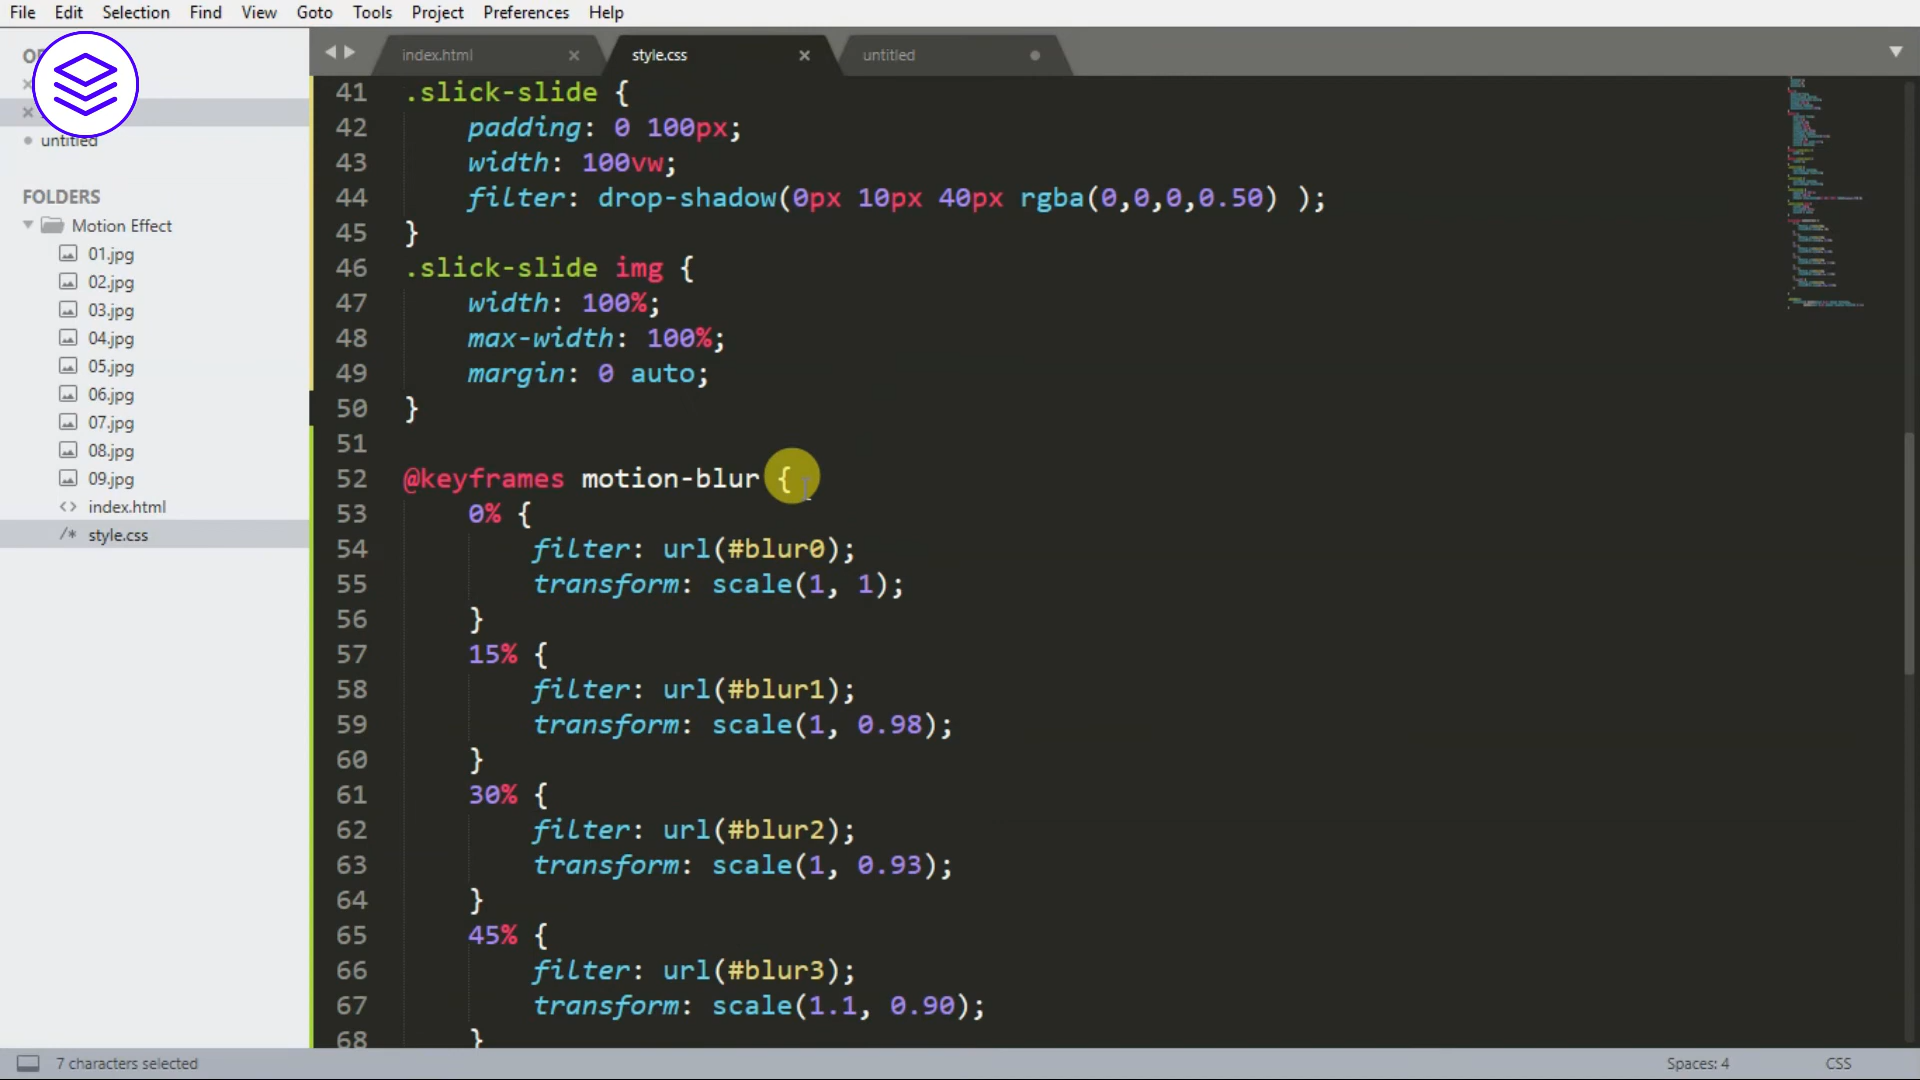 File Edit Selection Find View Goto Tools Project Preferences Help
index.html × style.css × untitled
untitled
FOLDERS
Motion Effect
01.jpg
02.jpg
03.jpg
04.jpg
05.jpg
06.jpg
07.jpg
08.jpg
09.jpg
<> index.html
/* style.css
41 .slick-slide {
42 padding: 0 100px;
43 width: 100vw;
44 filter: drop-shadow(0px 10px 40px rgba(0,0,0,0.50) );
45 }
46 .slick-slide img {
47 width: 100%;
48 max-width: 100%;
49 margin: 0 auto;
50 }
51
52 @keyframes motion-blur {
53 0% {
54 filter: url(#blur0);
55 transform: scale(1, 1);
56 }
57 15% {
58 filter: url(#blur1);
59 transform: scale(1, 0.98);
60 }
61 30% {
62 filter: url(#blur2);
63 transform: scale(1, 0.93);
64 }
65 45% {
66 filter: url(#blur3);
67 transform: scale(1.1, 0.90);
68 }
7 characters selected
Spaces: 4
CSS